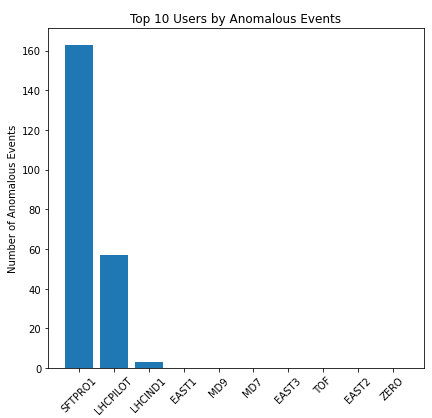 Top 10 Users by Anomalous Events
Number of Anomalous Events
160
140
120
100
80
60
40
20
0
SFTPRO1
LHCPILOT
LHCIND1
EAST1
MD9
MD7
EAST3
TOF
EAST2
ZERO